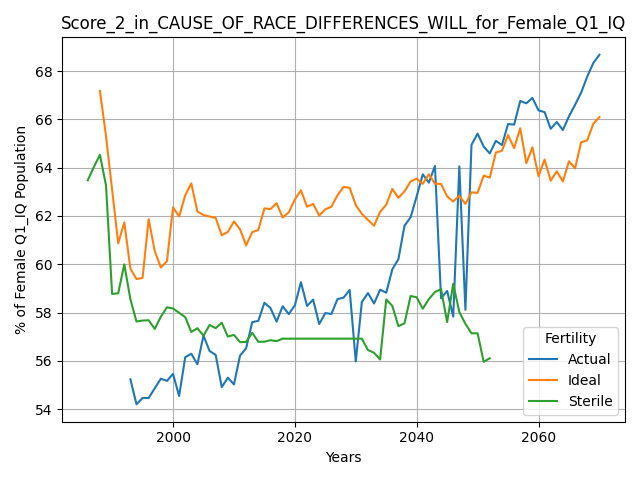 Score_2_in_CAUSE_OF_RACE_DIFFERENCES_WILL_for_Female_Q1_IQ
% of Female Q1_IQ Population
68
66
64
62
60
58
56
54
2000
2020
2040
2060
Years
Fertility
Actual
Ideal
Sterile